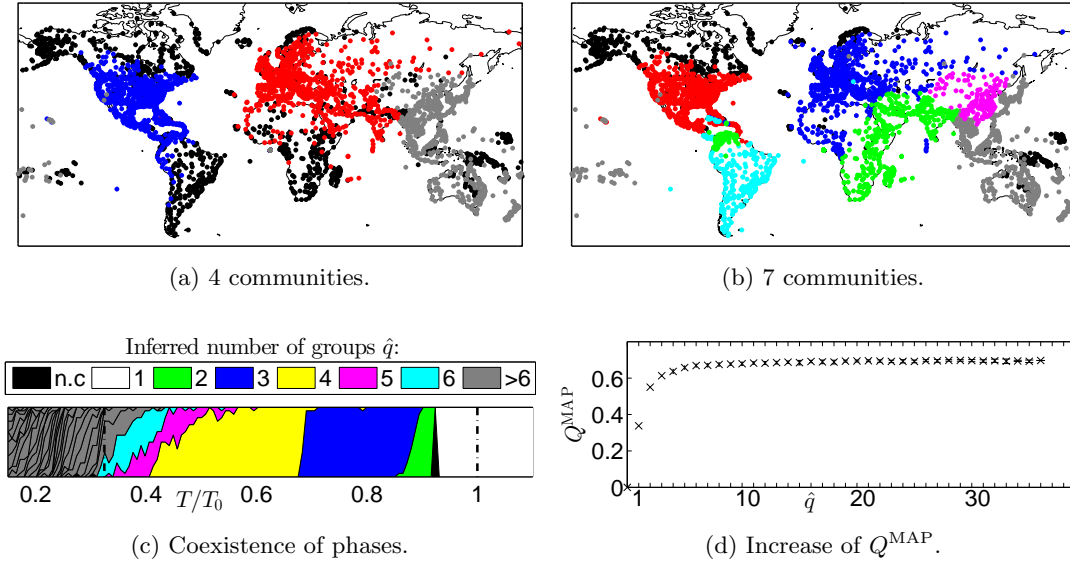 (a) 4 communities.
(b) 7 communities.
Inferred number of groups q̂:
n.c 1 2 3 4 5 6 >6
0.2 0.4 0.6 0.8 1
T/T₀
(c) Coexistence of phases.
Q^MAP
0.6
0.4
0.2
0
1 10 20 30
q̂
(d) Increase of Q^MAP.